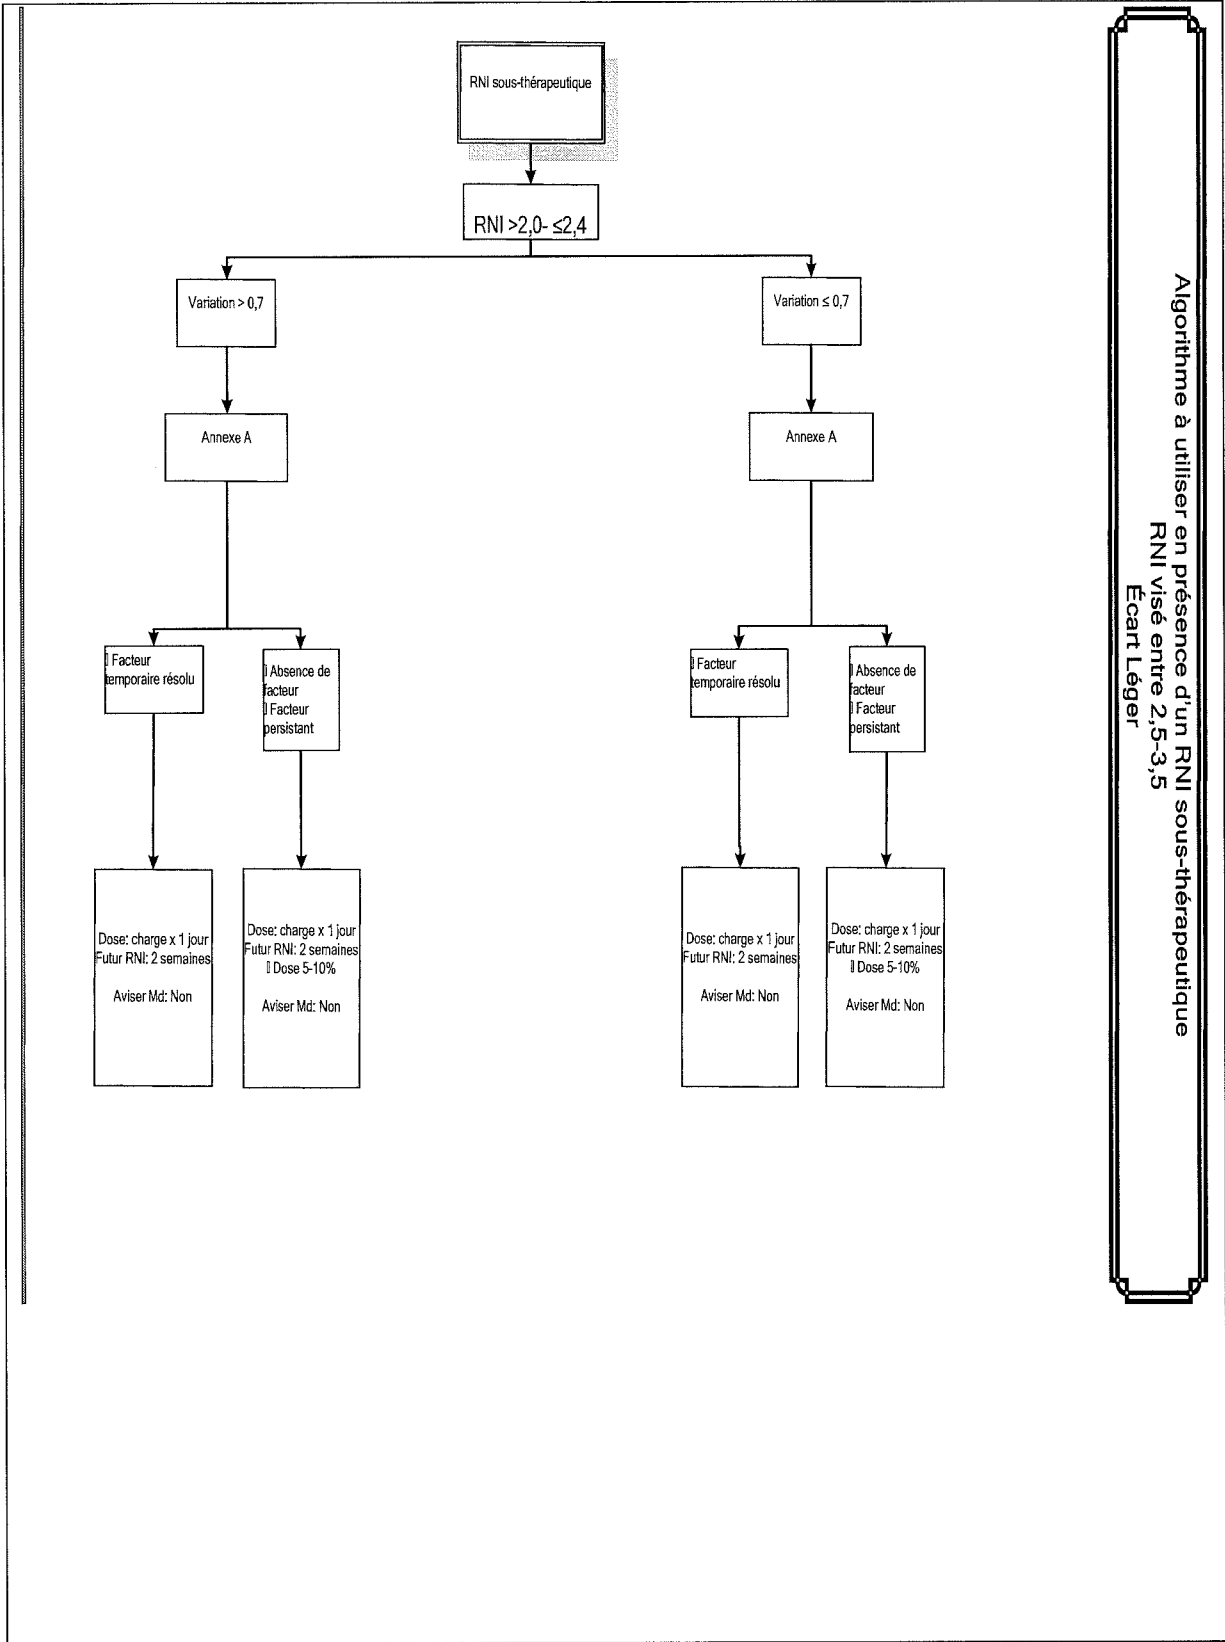 Algorithme à utiliser en présence d'un RNI sous-thérapeutique
RNI visé entre 2,5-3,5
Écart Léger
RNI sous-thérapeutique
RNI >2,0- ≤2,4
Variation > 0,7
Variation ≤ 0,7
Annexe A
Annexe A
Facteur
temporaire résolu
Absence de
facteur
Facteur
persistant
Facteur
temporaire résolu
Absence de
facteur
Facteur
persistant
Dose: charge x 1 jour
Futur RNI: 2 semaines
Aviser Md: Non
Dose: charge x 1 jour
Futur RNI: 2 semaines
Dose 5-10%
Aviser Md: Non
Dose: charge x 1 jour
Futur RNI: 2 semaines
Aviser Md: Non
Dose: charge x 1 jour
Futur RNI: 2 semaines
Dose 5-10%
Aviser Md: Non